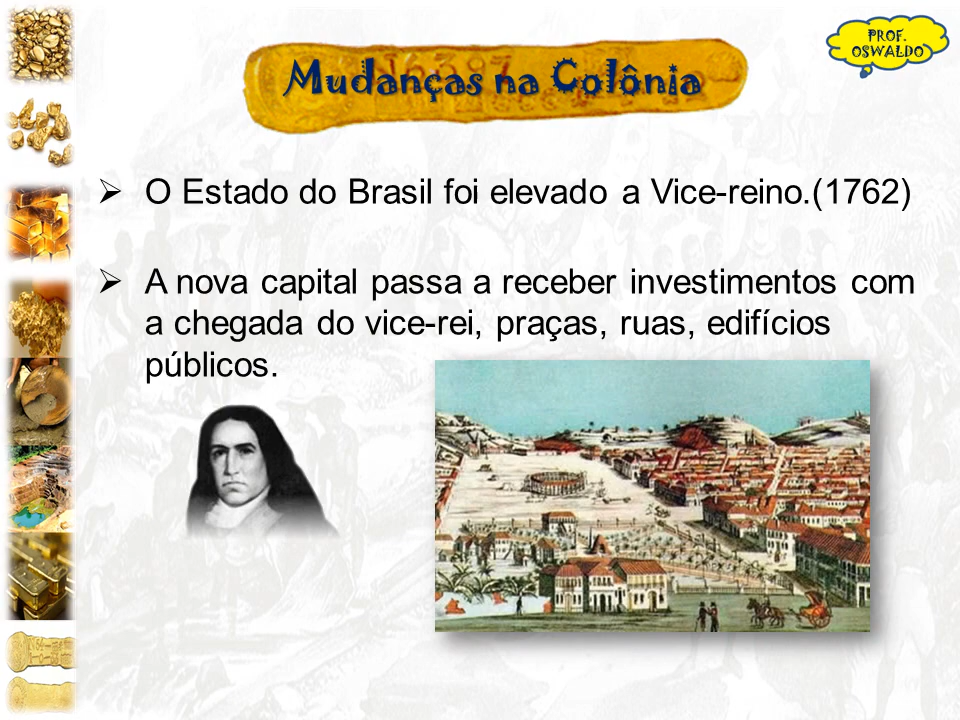 PROF.
OSWALDO
Mudanças na Colônia
O Estado do Brasil foi elevado a Vice-reino.(1762)
A nova capital passa a receber investimentos com
a chegada do vice-rei, praças, ruas, edifícios
públicos.